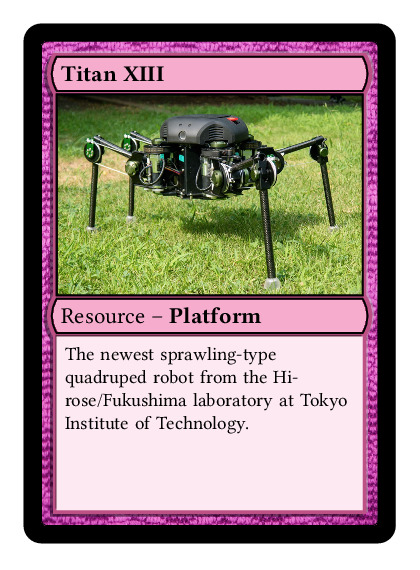 Titan XIII
Resource – Platform
The newest sprawling-type
quadruped robot from the Hi-
rose/Fukushima laboratory at Tokyo
Institute of Technology.